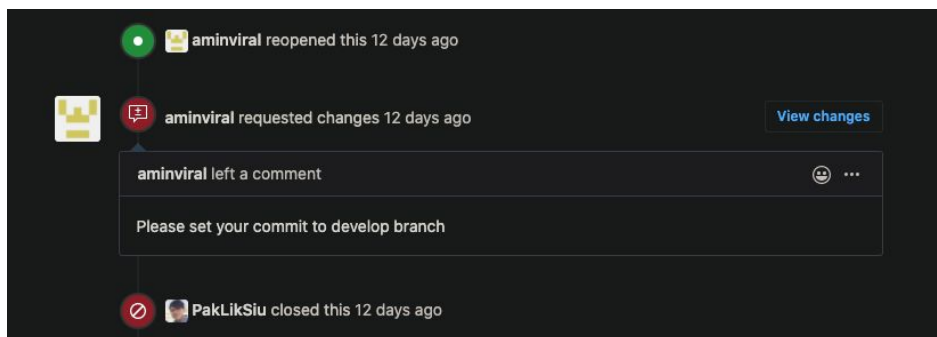 aminviral reopened this 12 days ago
aminviral requested changes 12 days ago
View changes
aminviral left a comment
Please set your commit to develop branch
PakLikSiu closed this 12 days ago